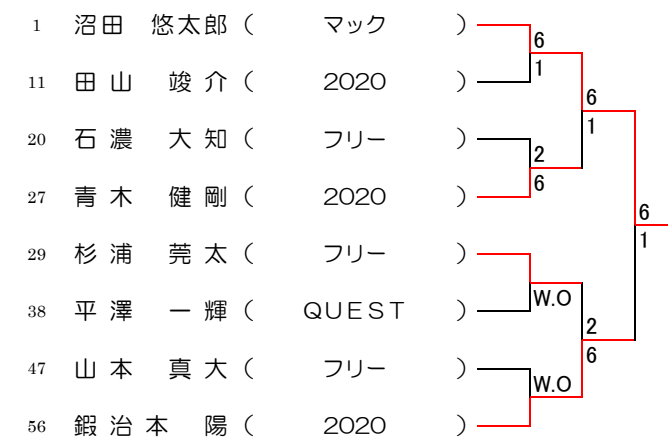 1 沼田 悠太郎 ( マック )
6
1
11 田山 竣介 ( 2020 )
6
1
20 石濃 大知 ( フリー )
2
6
27 青木 健剛 ( 2020 )
6
1
29 杉浦 莞太 ( フリー )
W.O
38 平澤 一輝 ( QUEST )
2
6
47 山本 真大 ( フリー )
W.O
56 鍜治本 陽 ( 2020 )